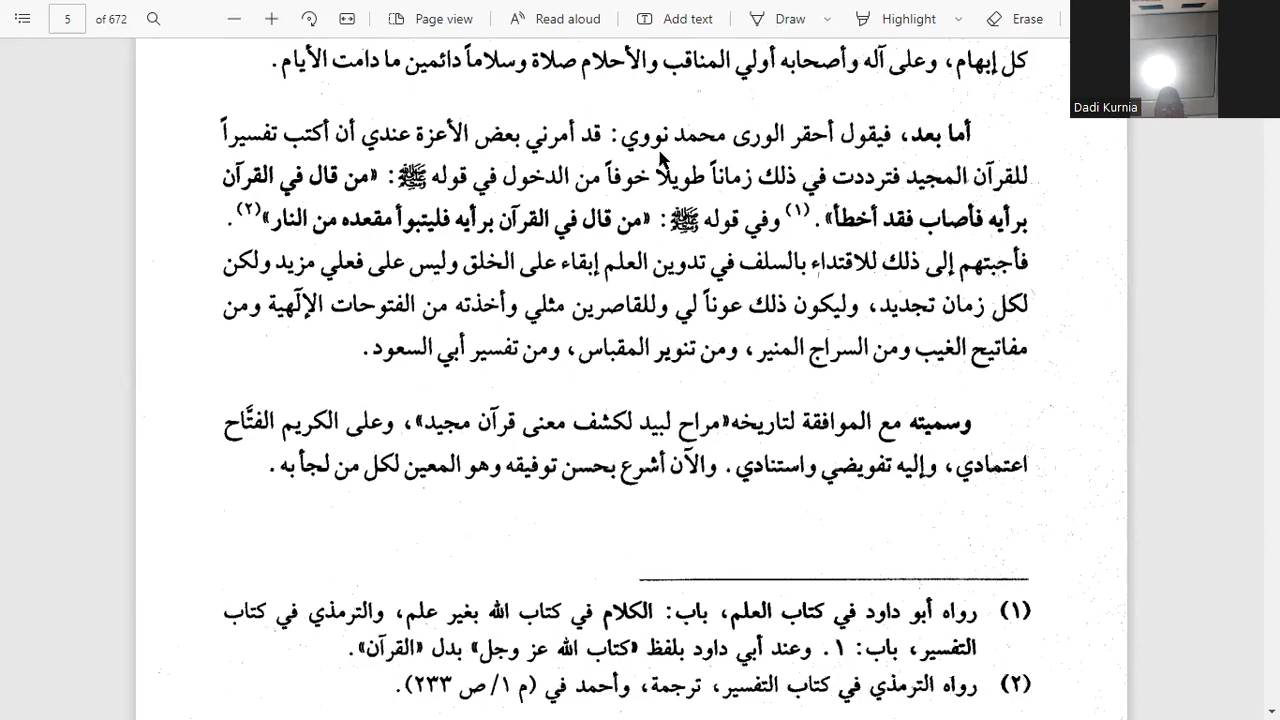 5 of 672 Page view Read aloud Add text Draw Highlight Erase
Dadi Kurnia
كل إبهام، وعلى آله وأصحابه أولي المناقب والأحلام صلاة وسلاماً دائمين ما دامت الأيام.
أما بعد، فيقول أحقر الورى محمد نووي: قد أمرني بعض الأعزة عندي أن أكتب تفسيراً
للقرآن المجيد فترددت في ذلك زماناً طويلاً خوفاً من الدخول في قوله ﷺ: «من قال في القرآن
برأيه فأصاب فقد أخطأ».(١) وفي قوله ﷺ: «من قال في القرآن برأيه فليتبوأ مقعده من النار»(٢).
فأجبتهم إلى ذلك للاقتداء بالسلف في تدوين العلم إبقاء على الخلق وليس على فعلي مزيد ولكن
لكل زمان تجديد، وليكون ذلك عوناً لي وللقاصرين مثلي وأخذته من الفتوحات الإلٓهية ومن
مفاتيح الغيب ومن السراج المنير، ومن تنوير المقباس، ومن تفسير أبي السعود.
وسميته مع الموافقة لتاريخه«مراح لبيد لكشف معنى قرآن مجيد»، وعلى الكريم الفتَّاح
اعتمادي، وإليه تفويضي واستنادي. والآن أشرع بحسن توفيقه وهو المعين لكل من لجأ به.
(١) رواه أبو داود في كتاب العلم، باب: الكلام في كتاب الله بغير علم، والترمذي في كتاب
التفسير، باب: ١. وعند أبي داود بلفظ «كتاب الله عز وجل» بدل «القرآن».
(٢) رواه الترمذي في كتاب التفسير، ترجمة، وأحمد في (م ١/ ص ٢٣٣).